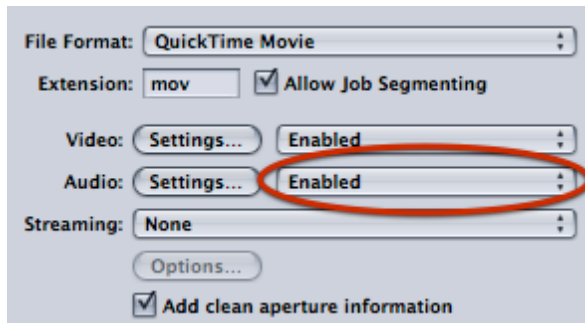 File Format: QuickTime Movie
Extension: mov Allow Job Segmenting
Video: Settings... Enabled
Audio: Settings... Enabled
Streaming: None
Options...
Add clean aperture information